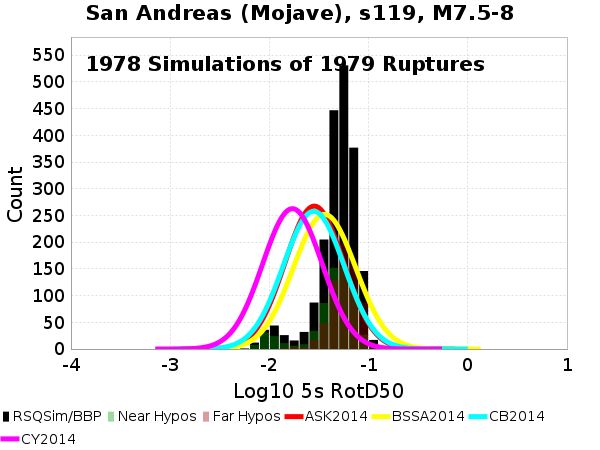 San Andreas (Mojave), s119, M7.5-8
1978 Simulations of 1979 Ruptures
Count
550
500
450
400
350
300
250
200
150
100
50
0
-4 -3 -2 -1 0 1
Log10 5s RotD50
RSQSim/BBP Near Hypos Far Hypos ASK2014 BSSA2014 CB2014
CY2014